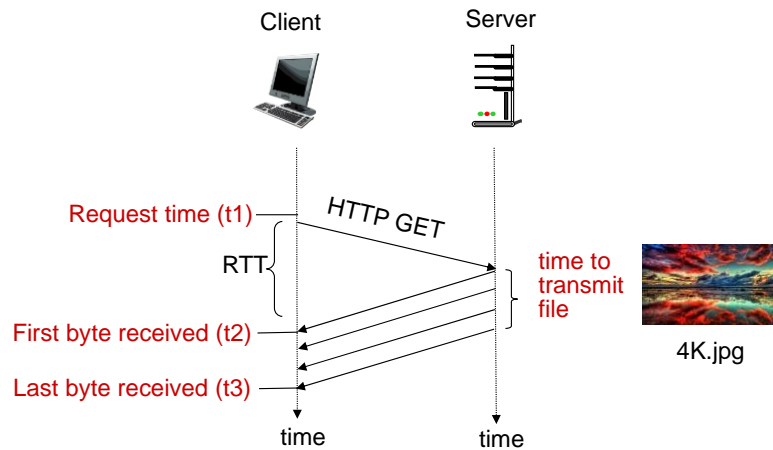 Client
Server
Request time (t1)
HTTP GET
RTT
time to
transmit
file
First byte received (t2)
4K.jpg
Last byte received (t3)
time
time